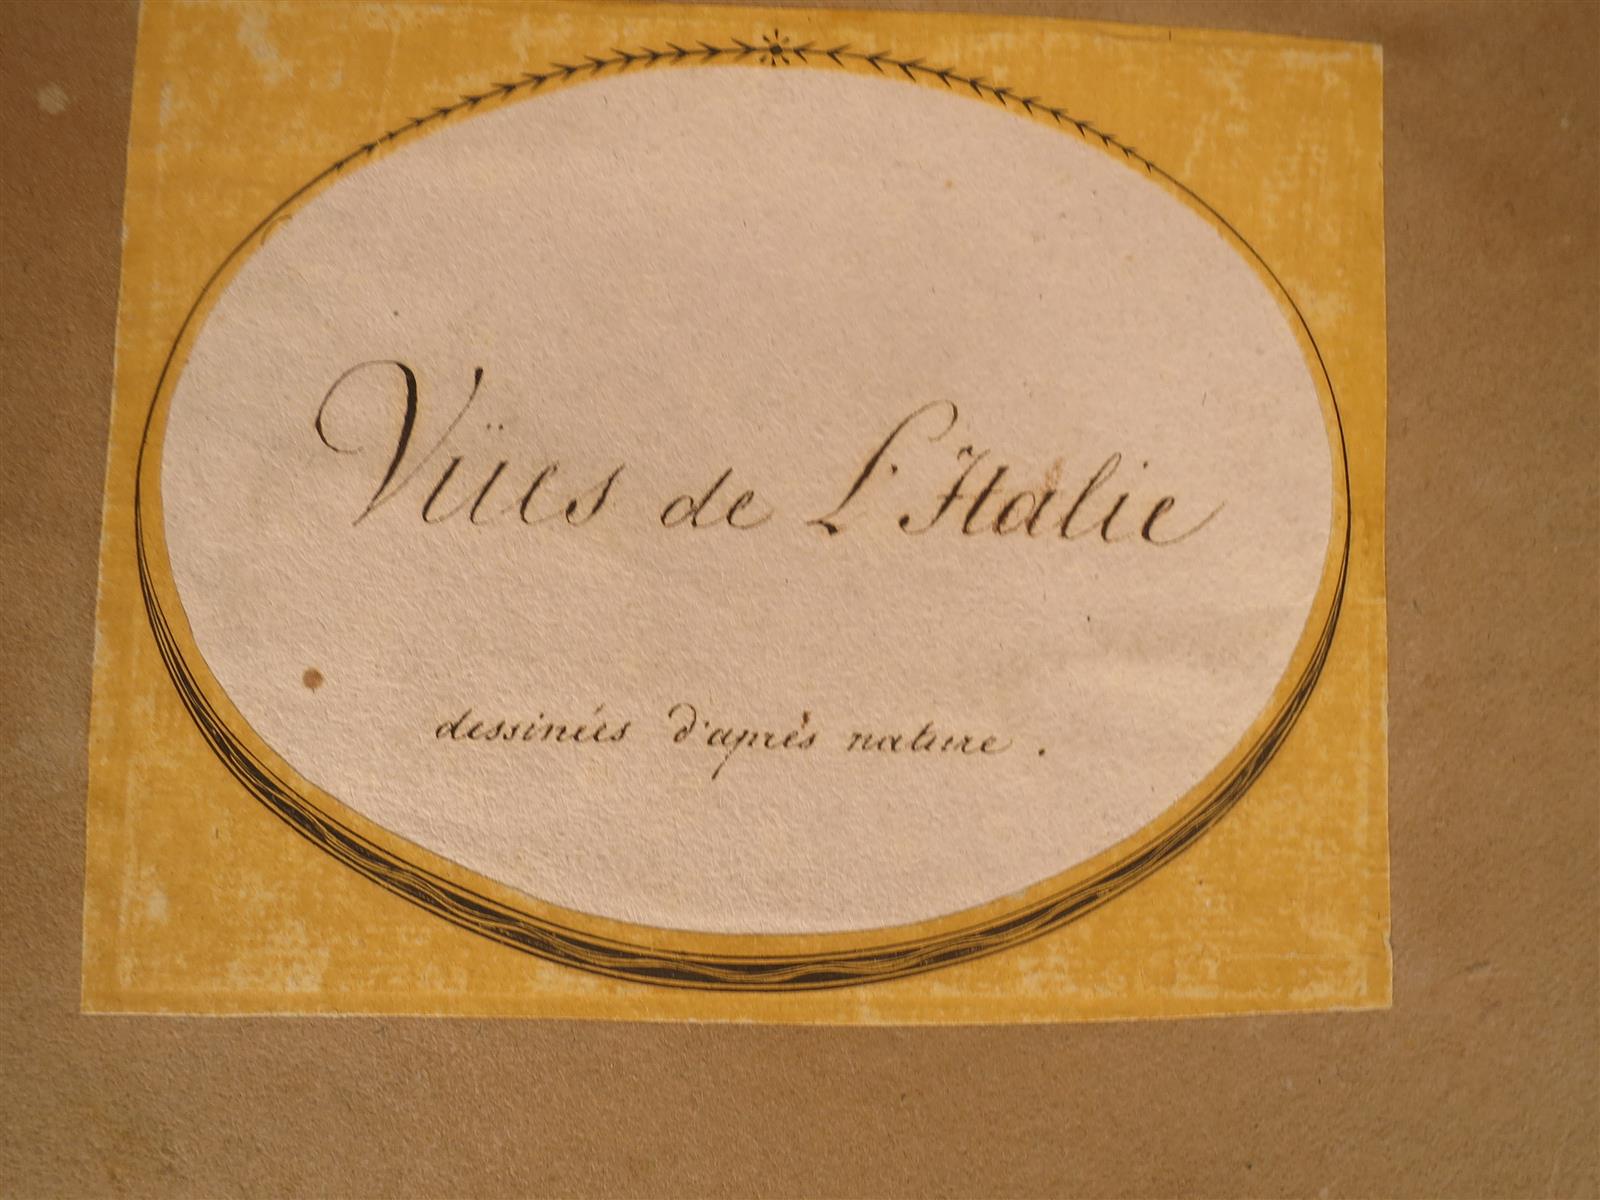 Vües de L'Italie
dessinées d'après nature.